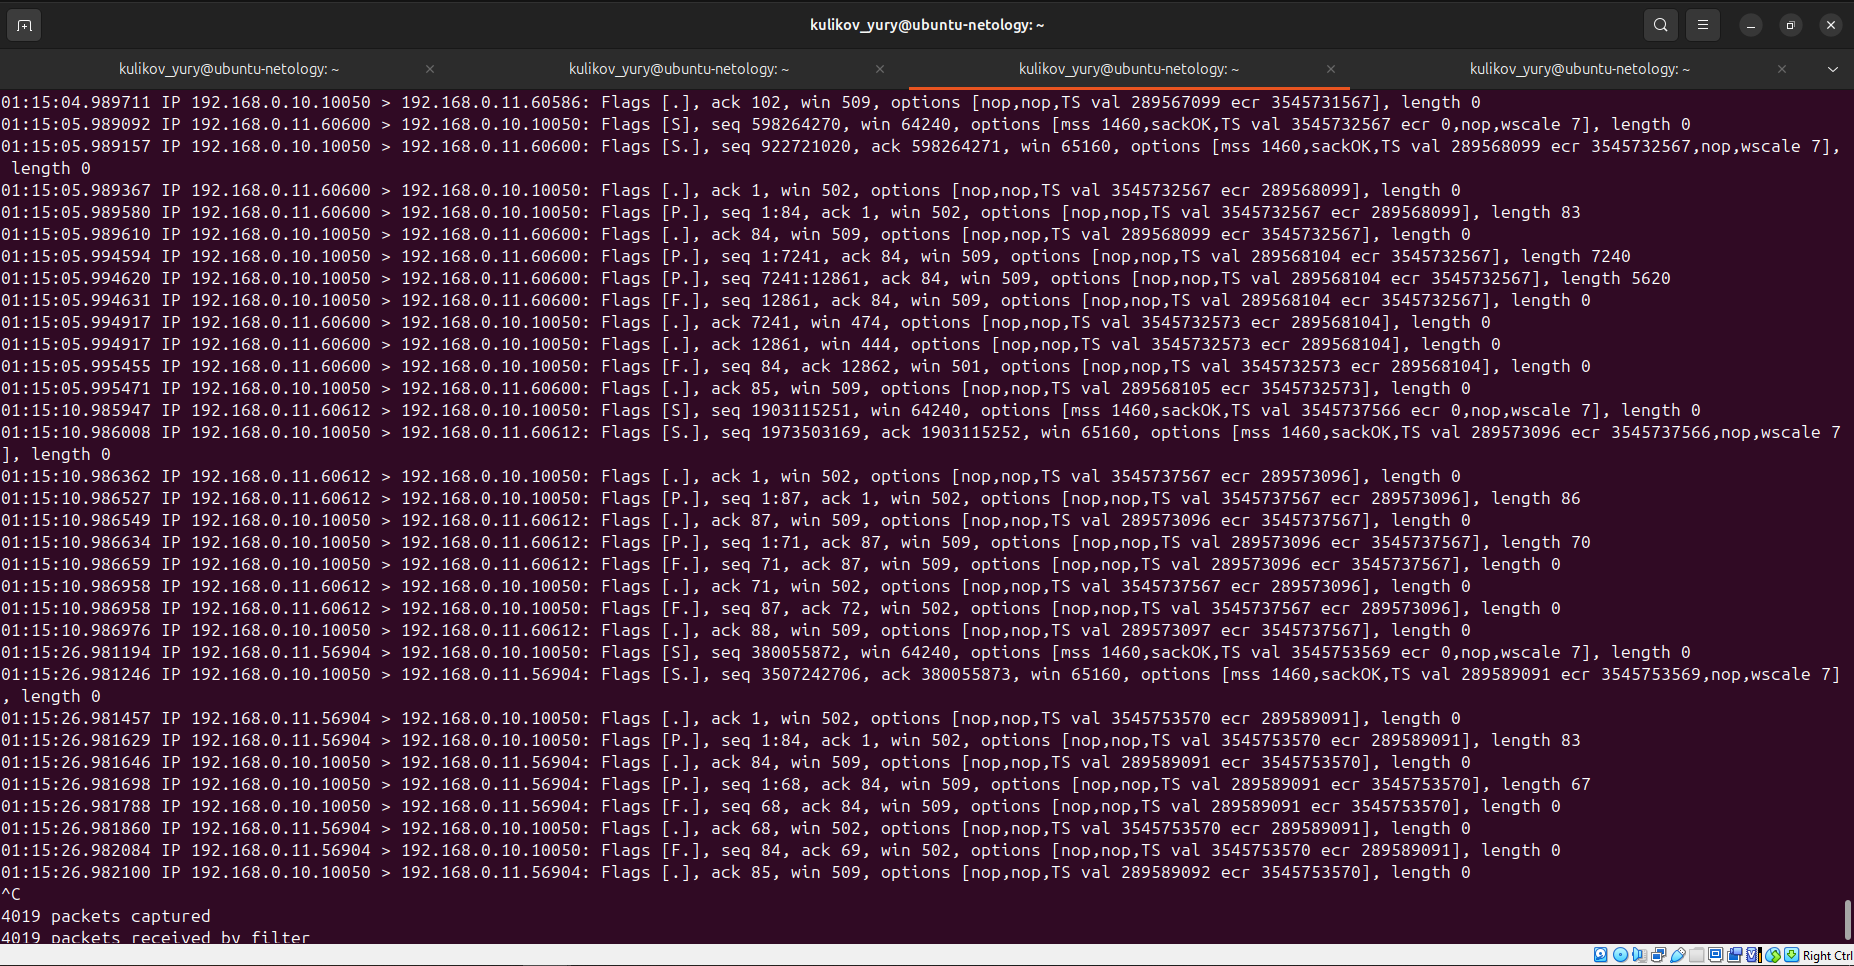 kulikov_yury@ubuntu-netology: ~
kulikov_yury@ubuntu-netology: ~
kulikov_yury@ubuntu-netology: ~
kulikov_yury@ubuntu-netology: ~
kulikov_yury@ubuntu-netology: ~
01:15:04.989711 IP 192.168.0.10.10050 > 192.168.0.11.60586: Flags [.], ack 102, win 509, options [nop,nop,TS val 289567099 ecr 3545731567], length 0
01:15:05.989092 IP 192.168.0.11.60600 > 192.168.0.10.10050: Flags [S], seq 598264270, win 64240, options [mss 1460,sackOK,TS val 3545732567 ecr 0,nop,wscale 7], length 0
01:15:05.989157 IP 192.168.0.10.10050 > 192.168.0.11.60600: Flags [S.], seq 922721020, ack 598264271, win 65160, options [mss 1460,sackOK,TS val 289568099 ecr 3545732567,nop,wscale 7],
length 0
01:15:05.989367 IP 192.168.0.11.60600 > 192.168.0.10.10050: Flags [.], ack 1, win 502, options [nop,nop,TS val 3545732567 ecr 289568099], length 0
01:15:05.989580 IP 192.168.0.11.60600 > 192.168.0.10.10050: Flags [P.], seq 1:84, ack 1, win 502, options [nop,nop,TS val 3545732567 ecr 289568099], length 83
01:15:05.989610 IP 192.168.0.10.10050 > 192.168.0.11.60600: Flags [.], ack 84, win 509, options [nop,nop,TS val 289568099 ecr 3545732567], length 0
01:15:05.994594 IP 192.168.0.10.10050 > 192.168.0.11.60600: Flags [P.], seq 1:7241, ack 84, win 509, options [nop,nop,TS val 289568104 ecr 3545732567], length 7240
01:15:05.994620 IP 192.168.0.10.10050 > 192.168.0.11.60600: Flags [P.], seq 7241:12861, ack 84, win 509, options [nop,nop,TS val 289568104 ecr 3545732567], length 5620
01:15:05.994631 IP 192.168.0.10.10050 > 192.168.0.11.60600: Flags [F.], seq 12861, ack 84, win 509, options [nop,nop,TS val 289568104 ecr 3545732567], length 0
01:15:05.994917 IP 192.168.0.11.60600 > 192.168.0.10.10050: Flags [.], ack 7241, win 474, options [nop,nop,TS val 3545732573 ecr 289568104], length 0
01:15:05.994917 IP 192.168.0.11.60600 > 192.168.0.10.10050: Flags [.], ack 12861, win 444, options [nop,nop,TS val 3545732573 ecr 289568104], length 0
01:15:05.995455 IP 192.168.0.11.60600 > 192.168.0.10.10050: Flags [F.], seq 84, ack 12862, win 501, options [nop,nop,TS val 3545732573 ecr 289568104], length 0
01:15:05.995471 IP 192.168.0.10.10050 > 192.168.0.11.60600: Flags [.], ack 85, win 509, options [nop,nop,TS val 289568105 ecr 3545732573], length 0
01:15:10.985947 IP 192.168.0.11.60612 > 192.168.0.10.10050: Flags [S], seq 1903115251, win 64240, options [mss 1460,sackOK,TS val 3545737566 ecr 0,nop,wscale 7], length 0
01:15:10.986008 IP 192.168.0.10.10050 > 192.168.0.11.60612: Flags [S.], seq 1973503169, ack 1903115252, win 65160, options [mss 1460,sackOK,TS val 289573096 ecr 3545737566,nop,wscale 7
], length 0
01:15:10.986362 IP 192.168.0.11.60612 > 192.168.0.10.10050: Flags [.], ack 1, win 502, options [nop,nop,TS val 3545737567 ecr 289573096], length 0
01:15:10.986527 IP 192.168.0.11.60612 > 192.168.0.10.10050: Flags [P.], seq 1:87, ack 1, win 502, options [nop,nop,TS val 3545737567 ecr 289573096], length 86
01:15:10.986549 IP 192.168.0.10.10050 > 192.168.0.11.60612: Flags [.], ack 87, win 509, options [nop,nop,TS val 289573096 ecr 3545737567], length 0
01:15:10.986634 IP 192.168.0.10.10050 > 192.168.0.11.60612: Flags [P.], seq 1:71, ack 87, win 509, options [nop,nop,TS val 289573096 ecr 3545737567], length 70
01:15:10.986659 IP 192.168.0.10.10050 > 192.168.0.11.60612: Flags [F.], seq 71, ack 87, win 509, options [nop,nop,TS val 289573096 ecr 3545737567], length 0
01:15:10.986958 IP 192.168.0.11.60612 > 192.168.0.10.10050: Flags [.], ack 71, win 502, options [nop,nop,TS val 3545737567 ecr 289573096], length 0
01:15:10.986958 IP 192.168.0.11.60612 > 192.168.0.10.10050: Flags [F.], seq 87, ack 72, win 502, options [nop,nop,TS val 3545737567 ecr 289573096], length 0
01:15:10.986976 IP 192.168.0.10.10050 > 192.168.0.11.60612: Flags [.], ack 88, win 509, options [nop,nop,TS val 289573097 ecr 3545737567], length 0
01:15:26.981194 IP 192.168.0.11.56904 > 192.168.0.10.10050: Flags [S], seq 380055872, win 64240, options [mss 1460,sackOK,TS val 3545753569 ecr 0,nop,wscale 7], length 0
01:15:26.981246 IP 192.168.0.10.10050 > 192.168.0.11.56904: Flags [S.], seq 3507242706, ack 380055873, win 65160, options [mss 1460,sackOK,TS val 289589091 ecr 3545753569,nop,wscale 7]
, length 0
01:15:26.981457 IP 192.168.0.11.56904 > 192.168.0.10.10050: Flags [.], ack 1, win 502, options [nop,nop,TS val 3545753570 ecr 289589091], length 0
01:15:26.981629 IP 192.168.0.11.56904 > 192.168.0.10.10050: Flags [P.], seq 1:84, ack 1, win 502, options [nop,nop,TS val 3545753570 ecr 289589091], length 83
01:15:26.981646 IP 192.168.0.10.10050 > 192.168.0.11.56904: Flags [.], ack 84, win 509, options [nop,nop,TS val 289589091 ecr 3545753570], length 0
01:15:26.981698 IP 192.168.0.10.10050 > 192.168.0.11.56904: Flags [P.], seq 1:68, ack 84, win 509, options [nop,nop,TS val 289589091 ecr 3545753570], length 67
01:15:26.981788 IP 192.168.0.10.10050 > 192.168.0.11.56904: Flags [F.], seq 68, ack 84, win 509, options [nop,nop,TS val 289589091 ecr 3545753570], length 0
01:15:26.981860 IP 192.168.0.11.56904 > 192.168.0.10.10050: Flags [.], ack 68, win 502, options [nop,nop,TS val 3545753570 ecr 289589091], length 0
01:15:26.982084 IP 192.168.0.11.56904 > 192.168.0.10.10050: Flags [F.], seq 84, ack 69, win 502, options [nop,nop,TS val 3545753570 ecr 289589091], length 0
01:15:26.982100 IP 192.168.0.10.10050 > 192.168.0.11.56904: Flags [.], ack 85, win 509, options [nop,nop,TS val 289589092 ecr 3545753570], length 0
^C
4019 packets captured
4019 packets received by filter
Right Ctrl